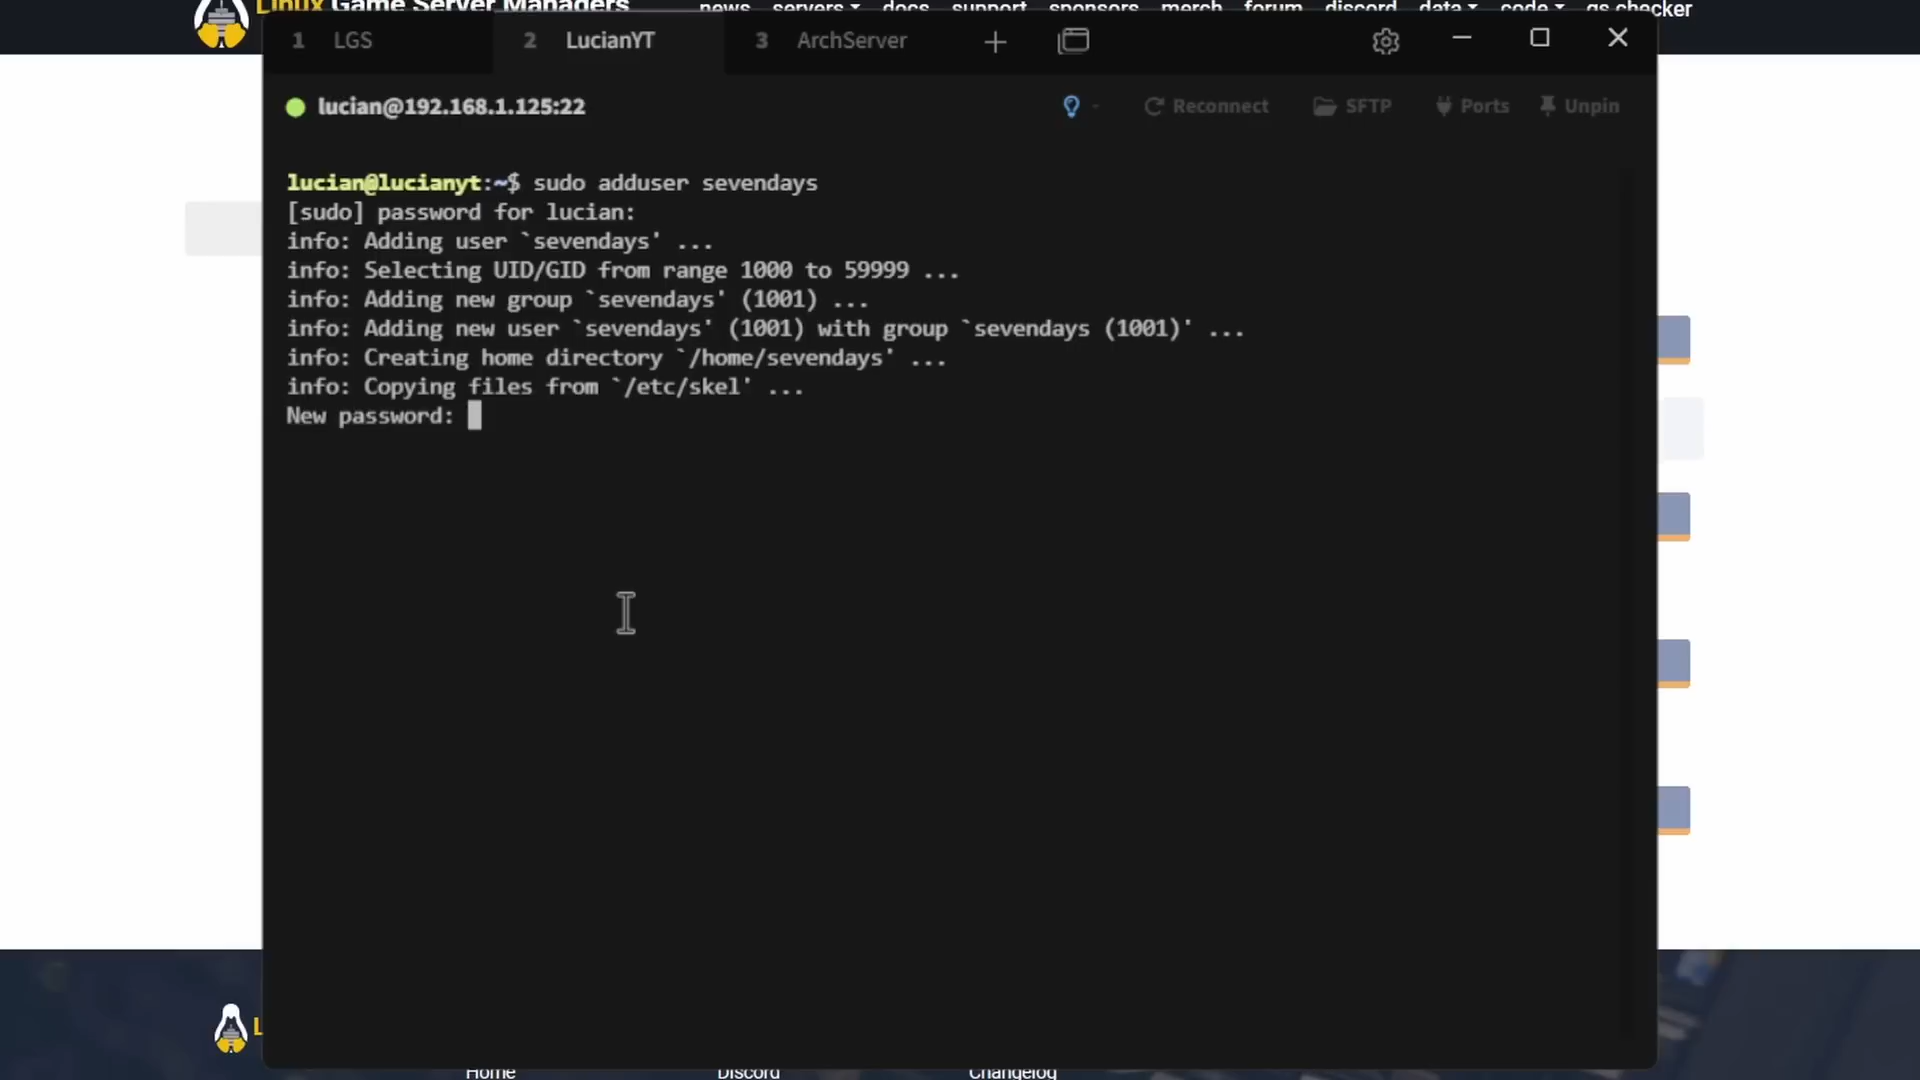 Linux Game Server Managers
news servers docs support sponsors merch forum discord data code gs checker
1 LGS 2 LucianYT 3 ArchServer
lucian@192.168.1.125:22 Reconnect SFTP Ports Unpin
lucian@lucianyt:~$ sudo adduser sevendays
[sudo] password for lucian:
info: Adding user `sevendays' ...
info: Selecting UID/GID from range 1000 to 59999 ...
info: Adding new group `sevendays' (1001) ...
info: Adding new user `sevendays' (1001) with group `sevendays (1001)' ...
info: Creating home directory `/home/sevendays' ...
info: Copying files from `/etc/skel' ...
New password:
L
Home Discord Changelog